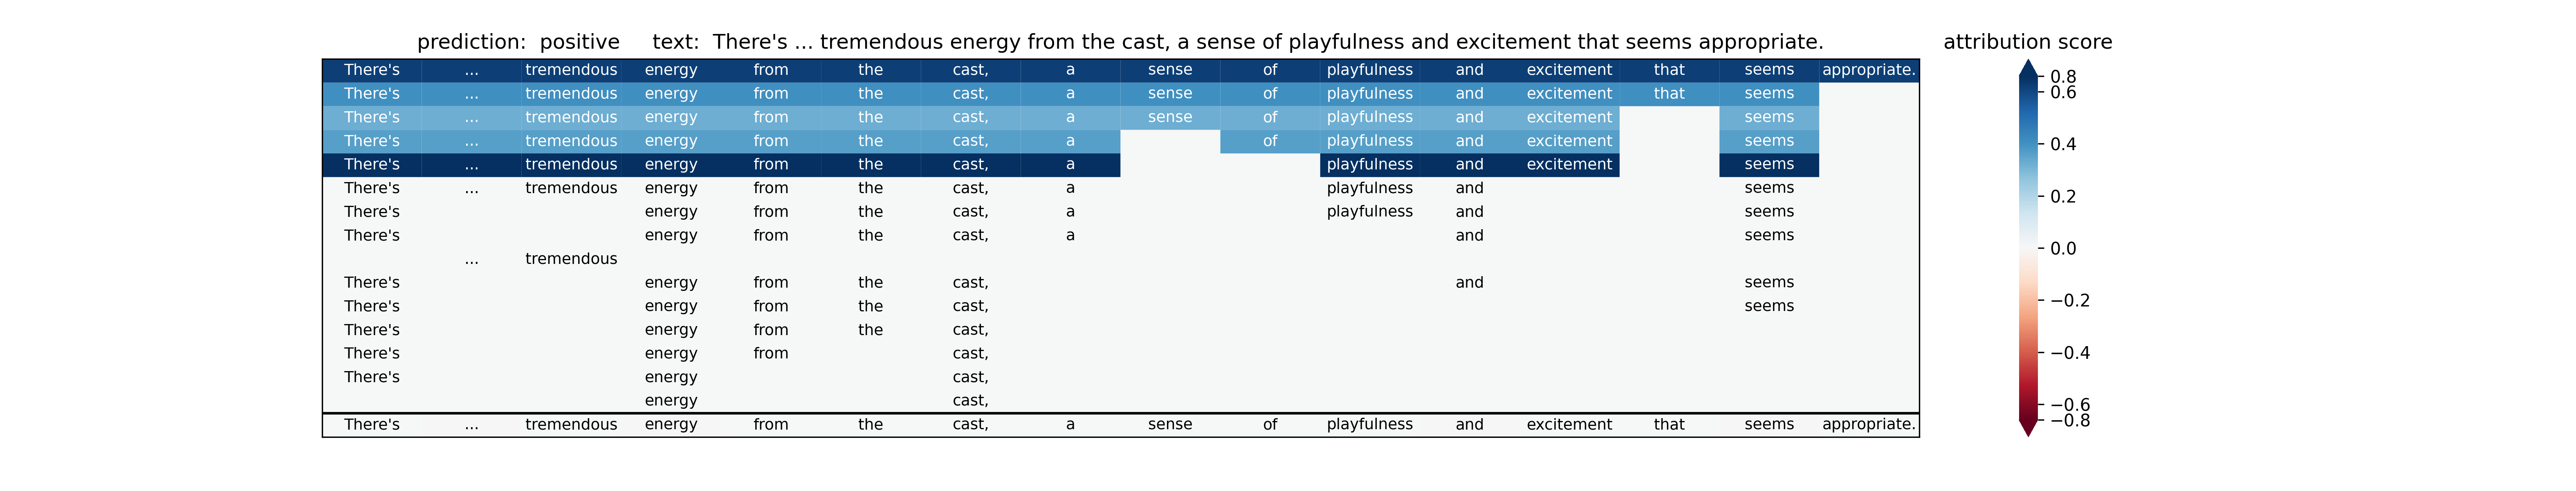 prediction: positive text: There's ... tremendous energy from the cast, a sense of playfulness and excitement that seems appropriate. attribution score
There's ... tremendous energy from the cast, a sense of playfulness and excitement that seems appropriate. 0.8
There's ... tremendous energy from the cast, a sense of playfulness and excitement that seems 0.6
There's ... tremendous energy from the cast, a sense of playfulness and excitement seems
There's ... tremendous energy from the cast, a of playfulness and excitement seems 0.4
There's ... tremendous energy from the cast, a playfulness and excitement seems
There's ... tremendous energy from the cast, a playfulness and seems 0.2
There's energy from the cast, a playfulness and seems
There's energy from the cast, a and seems 0.0
... tremendous
There's energy from the cast, and seems
There's energy from the cast, seems −0.2
There's energy from the cast,
There's energy from cast, −0.4
There's energy cast,
energy cast, −0.6
There's ... tremendous energy from the cast, a sense of playfulness and excitement that seems appropriate. −0.8